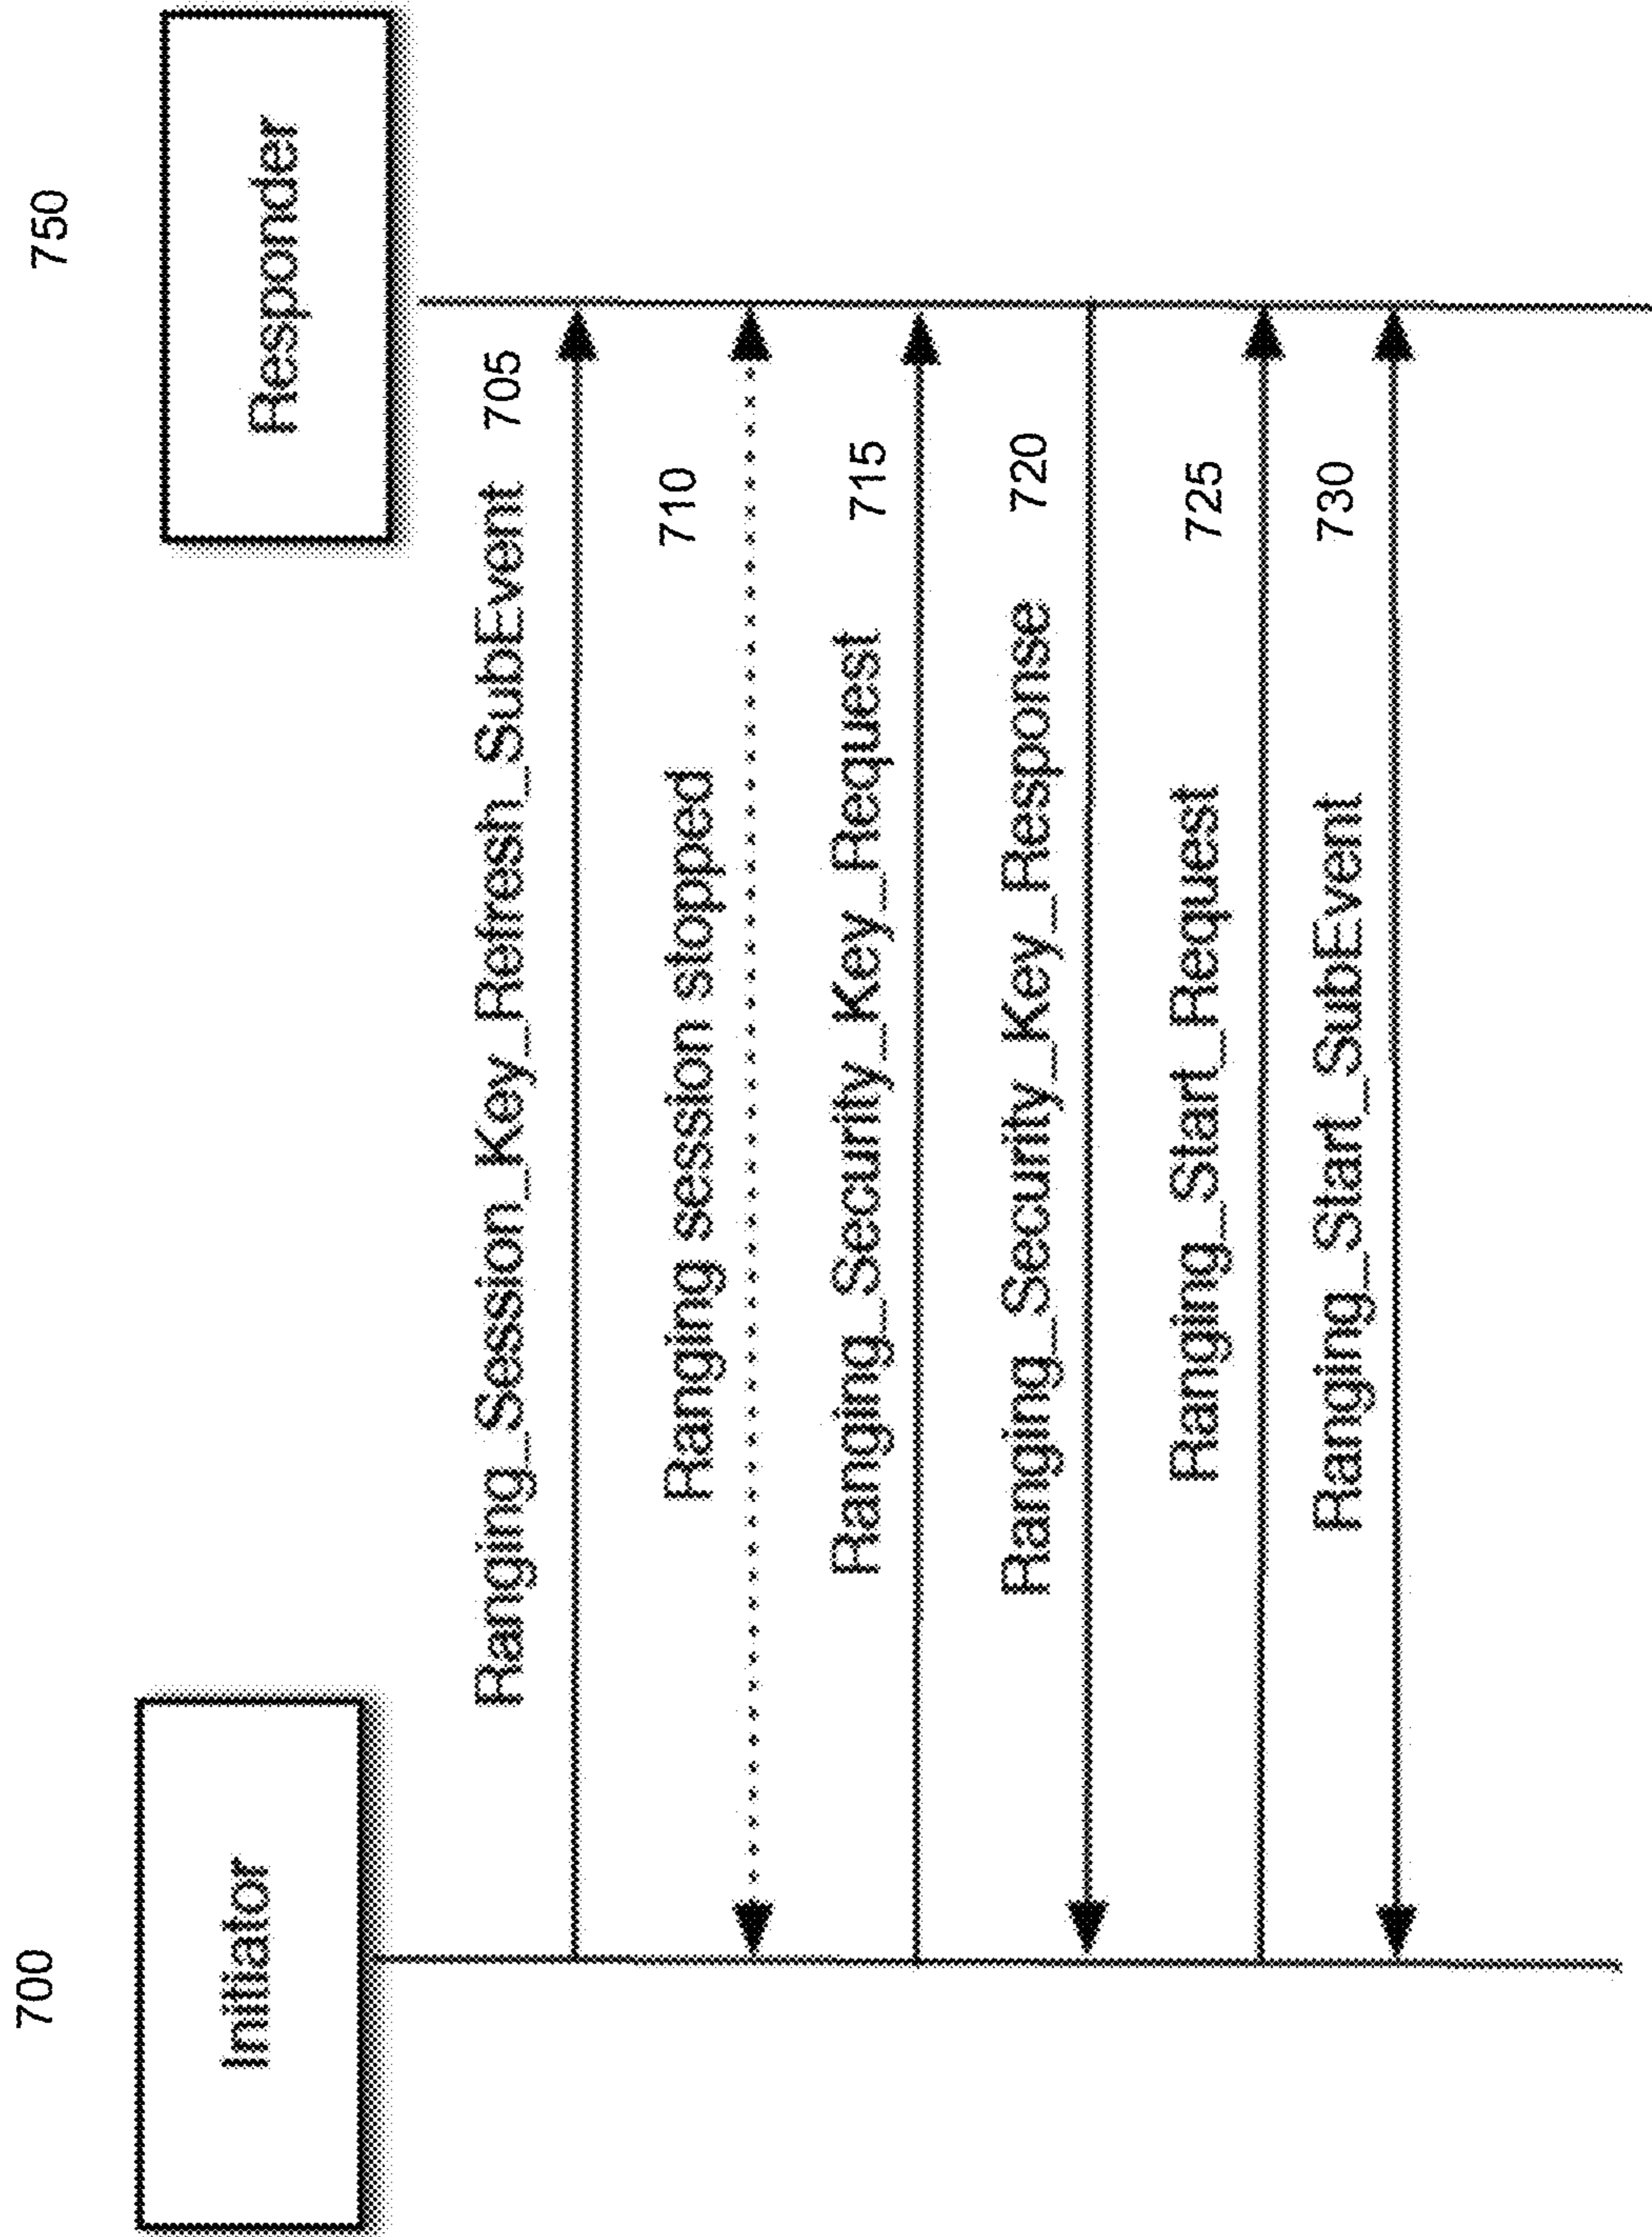 700
750
Initiator
Responder
Ranging_Session_Key_Refresh_SubEvent 705
Ranging session stopped 710
Ranging_Security_Key_Request 715
Ranging_Security_Key_Response 720
Ranging_Start_Request 725
Ranging_Start_SubEvent 730